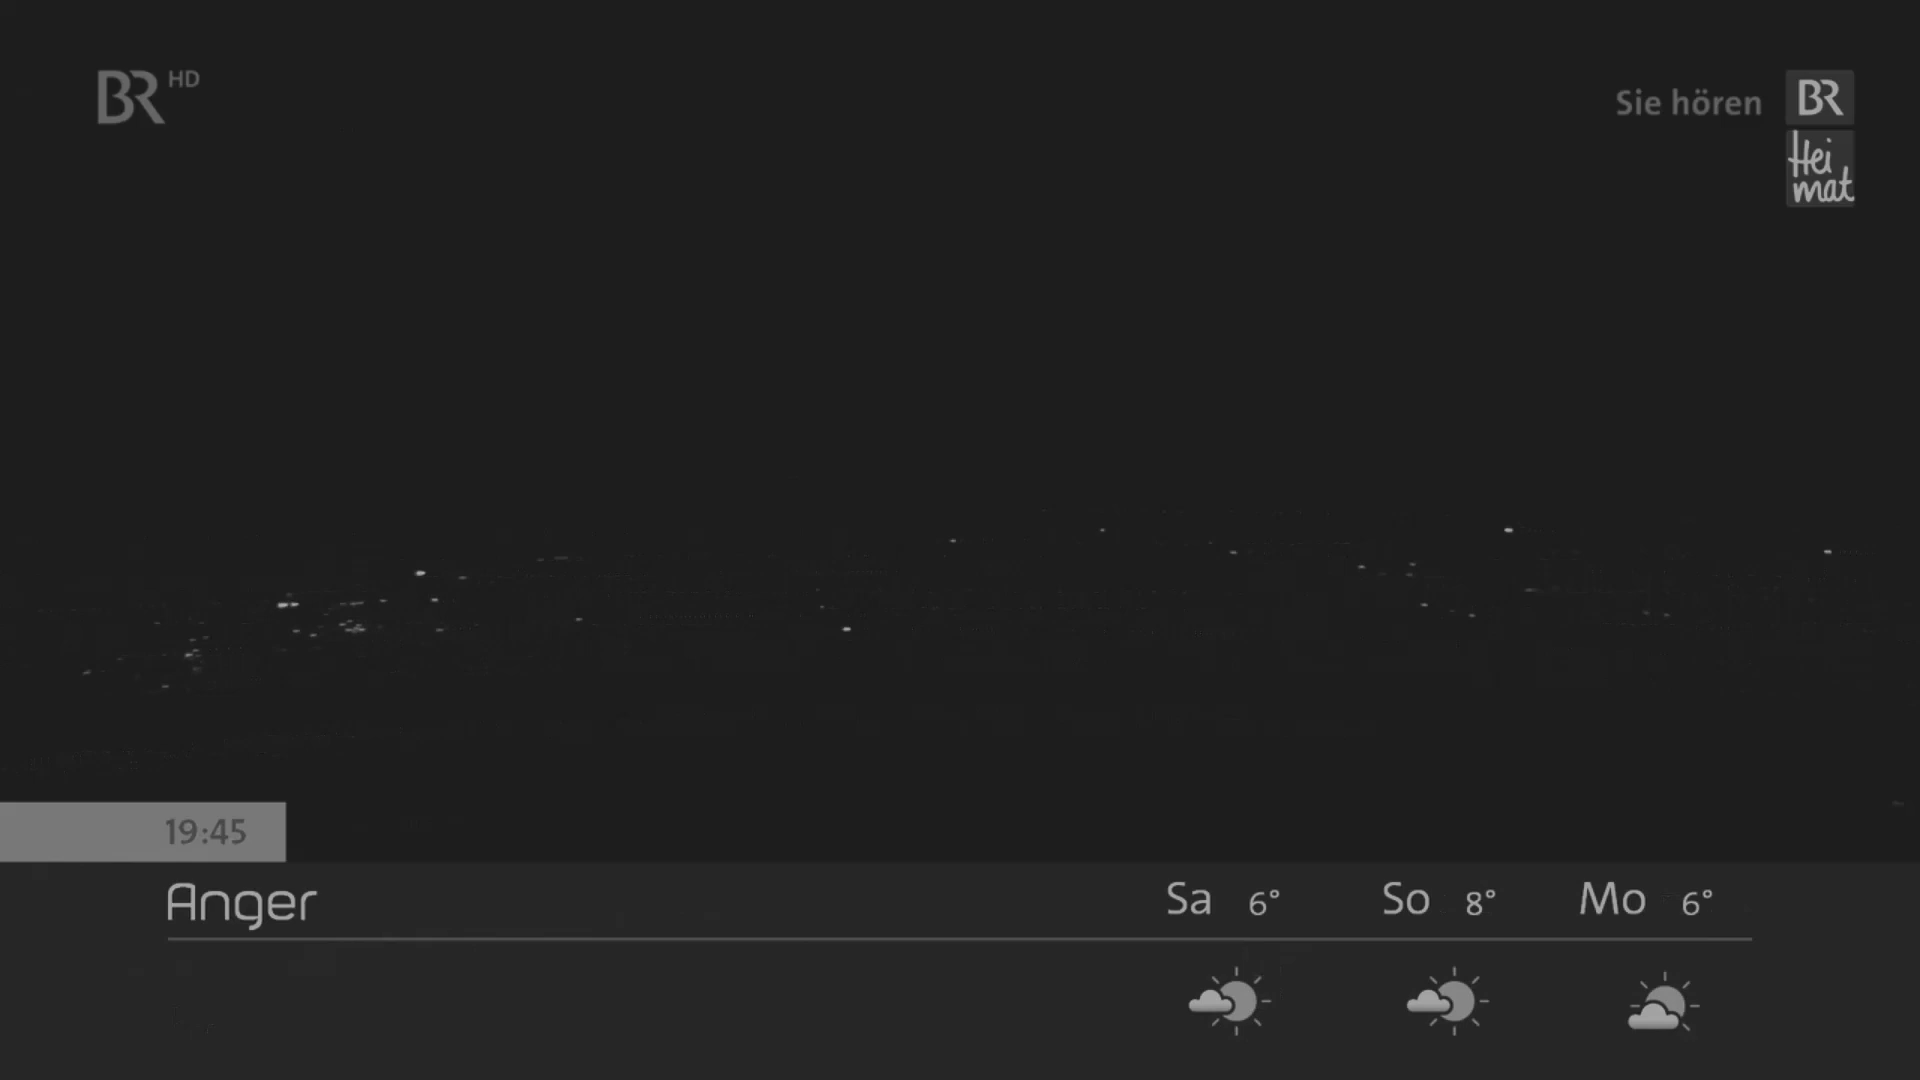 BR HD
Sie hören BR
Hei
mat
19:45
Anger
Sa 6° So 8° Mo 6°